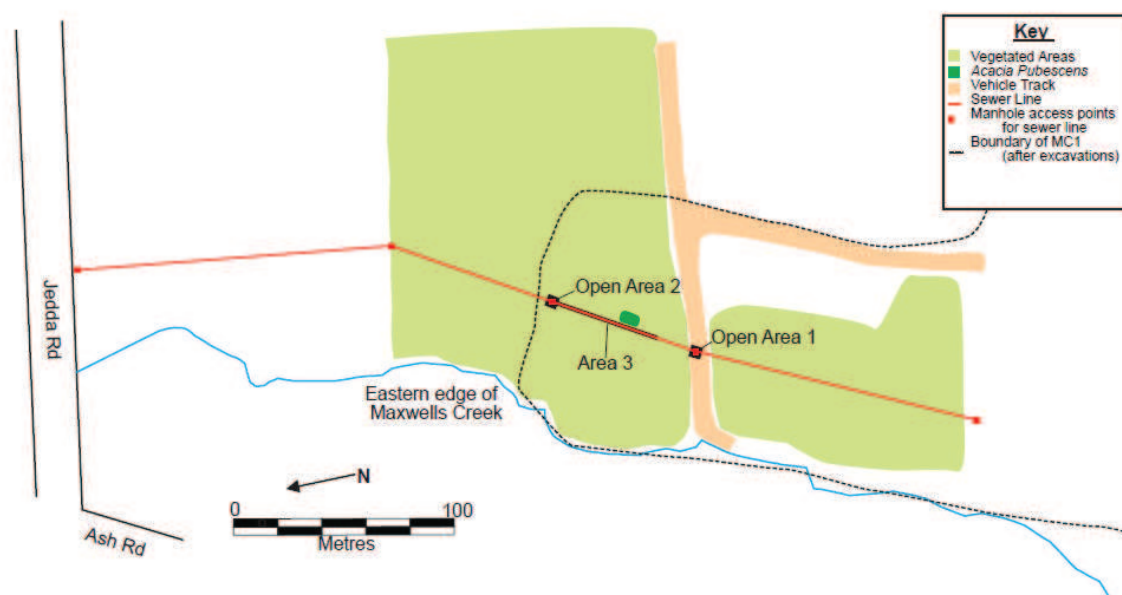 Key
Vegetated Areas
Acacia Pubescens
Vehicle Track
Sewer Line
Manhole access points
for sewer line
Boundary of MC1
(after excavations)
Jedda Rd
Open Area 2
Open Area 1
Area 3
Eastern edge of
Maxwells Creek
N
0 100
Metres
Ash Rd